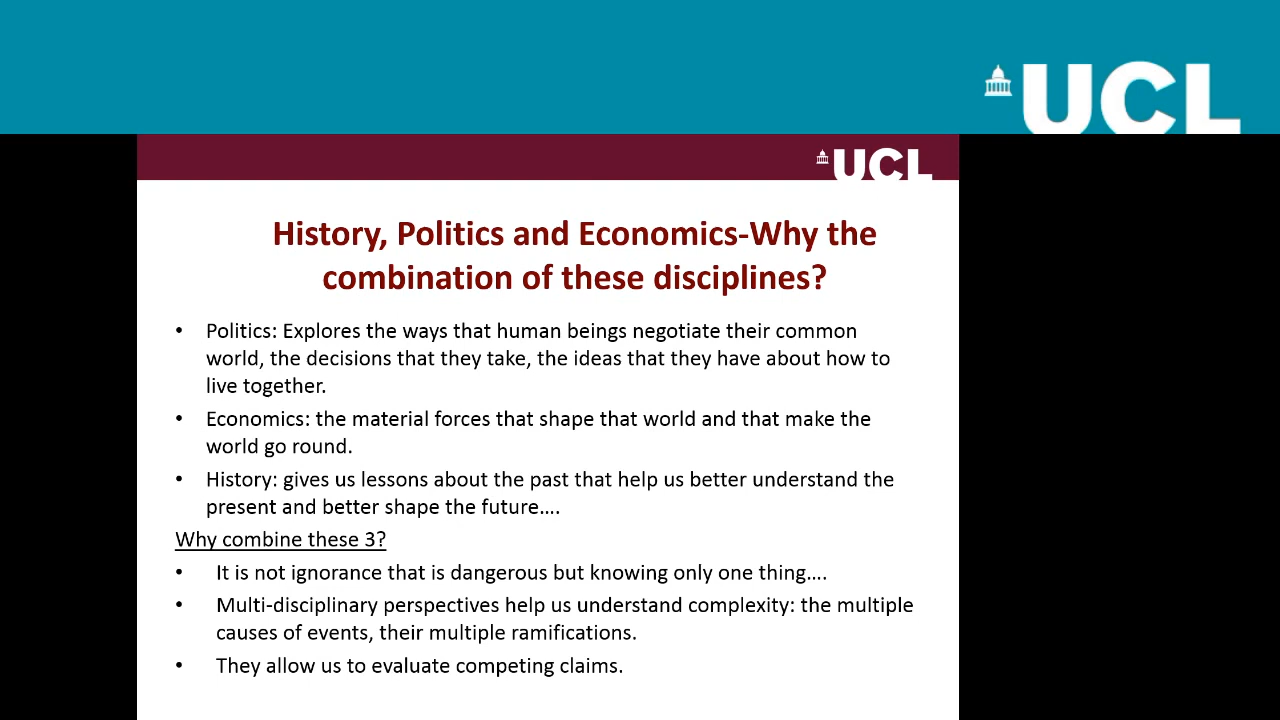 UCL
UCL
History, Politics and Economics-Why the
combination of these disciplines?
• Politics: Explores the ways that human beings negotiate their common
world, the decisions that they take, the ideas that they have about how to
live together.
• Economics: the material forces that shape that world and that make the
world go round.
• History: gives us lessons about the past that help us better understand the
present and better shape the future....
Why combine these 3?
• It is not ignorance that is dangerous but knowing only one thing....
• Multi-disciplinary perspectives help us understand complexity: the multiple
causes of events, their multiple ramifications.
• They allow us to evaluate competing claims.